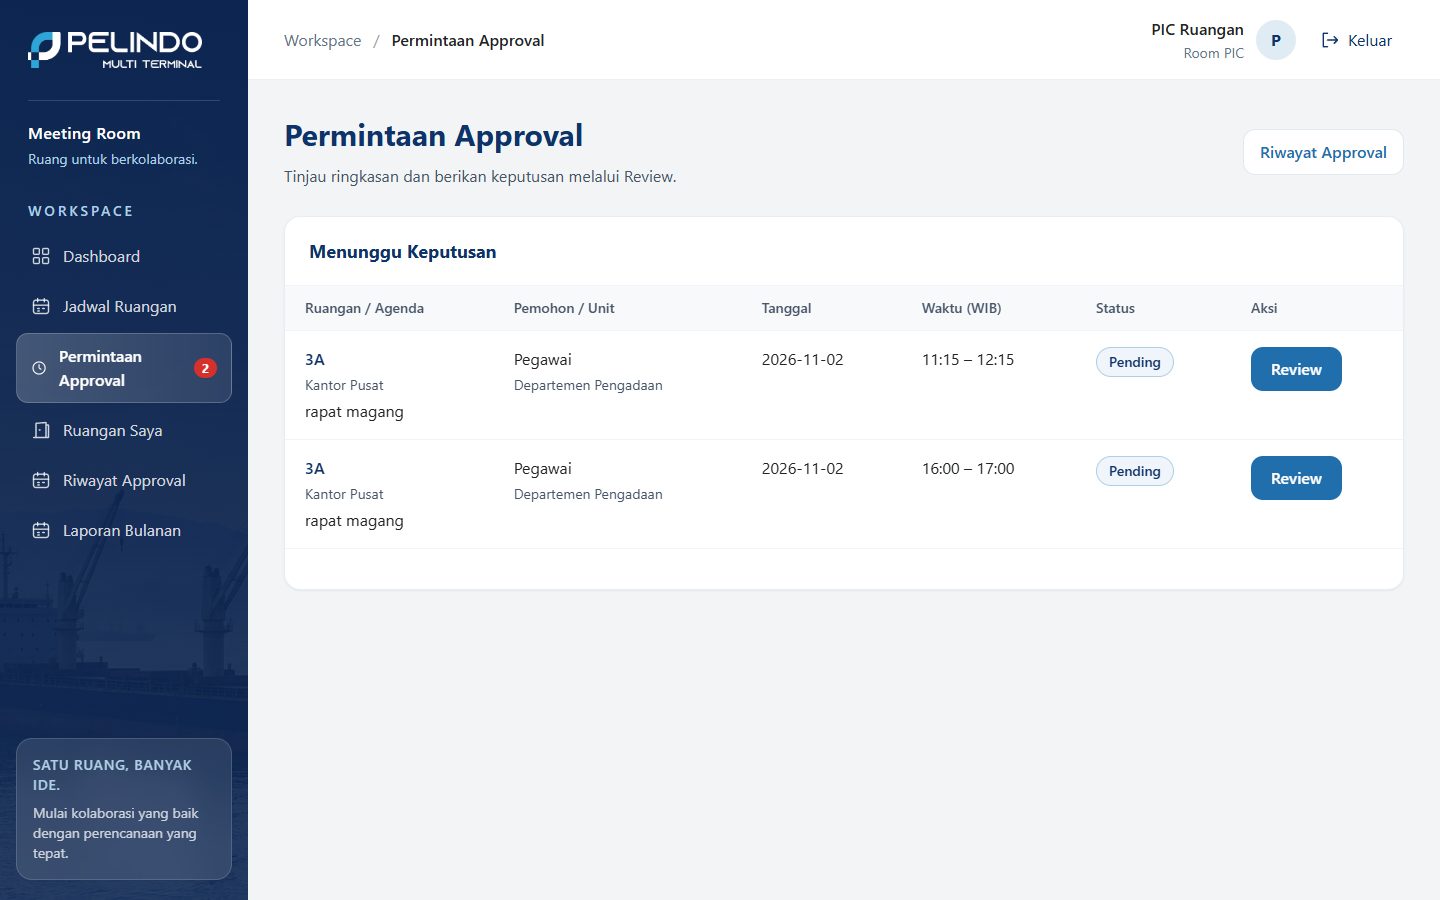 PELINDO
MULTI TERMINAL
Meeting Room
Ruang untuk berkolaborasi.
WORKSPACE
Dashboard
Jadwal Ruangan
Permintaan
Approval
2
Ruangan Saya
Riwayat Approval
Laporan Bulanan
SATU RUANG, BANYAK
IDE.
Mulai kolaborasi yang baik
dengan perencanaan yang
tepat.
Workspace / Permintaan Approval
PIC Ruangan
Room PIC
P
Keluar
Permintaan Approval
Tinjau ringkasan dan berikan keputusan melalui Review.
Riwayat Approval
Menunggu Keputusan
Ruangan / Agenda Pemohon / Unit Tanggal Waktu (WIB) Status Aksi
3A Pegawai 2026-11-02 11:15 – 12:15 Pending Review
Kantor Pusat Departemen Pengadaan
rapat magang
3A Pegawai 2026-11-02 16:00 – 17:00 Pending Review
Kantor Pusat Departemen Pengadaan
rapat magang